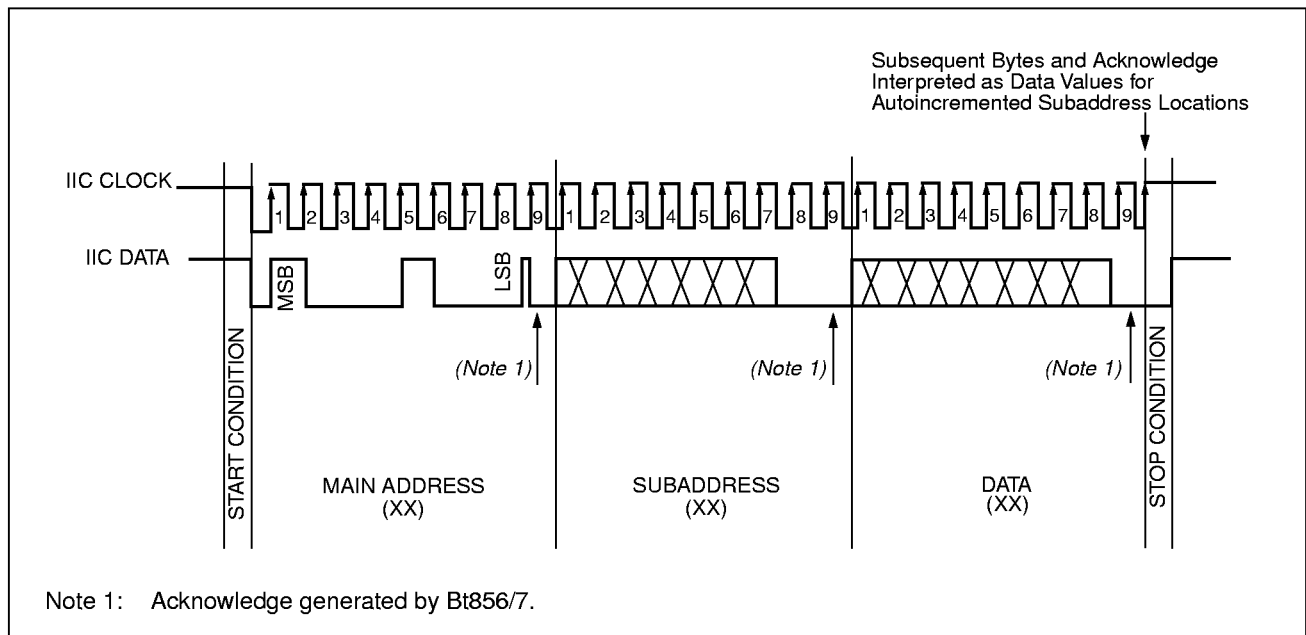 Subsequent Bytes and Acknowledge
Interpreted as Data Values for
Autoincremented Subaddress Locations
IIC CLOCK
1 2 3 4 5 6 7 8 9 1 2 3 4 5 6 7 8 9 1 2 3 4 5 6 7 8 9
IIC DATA
MSB
LSB
(Note 1)
(Note 1)
(Note 1)
START CONDITION
MAIN ADDRESS
(XX)
SUBADDRESS
(XX)
DATA
(XX)
STOP CONDITION
Note 1: Acknowledge generated by Bt856/7.